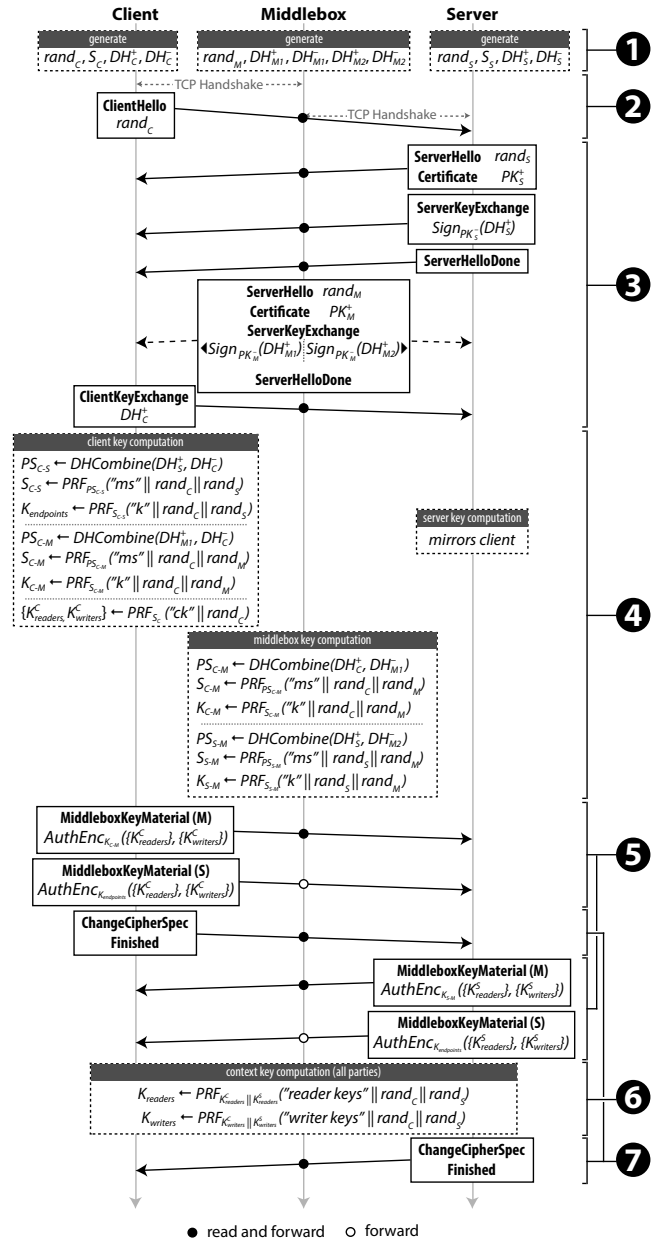 Client Middlebox Server
generate generate generate
rand_C, S_C, DH_C^+, DH_C^- rand_M, DH_M1^+, DH_M1^-, DH_M2^+, DH_M2^- rand_S, S_S, DH_S^+, DH_S^-
1
TCP Handshake
ClientHello
rand_C
TCP Handshake
2
ServerHello rand_S
Certificate PK_S^+
ServerKeyExchange
Sign_PK_S^-(DH_S^+)
ServerHelloDone
ServerHello rand_M
Certificate PK_M^+
ServerKeyExchange
Sign_PK_M^-(DH_M1^+) Sign_PK_M^-(DH_M2^+)
ServerHelloDone
3
ClientKeyExchange
DH_C^+
client key computation
PS_C-S ← DHCombine(DH_S^+, DH_C^-)
S_C-S ← PRF_PS_C-S("ms" || rand_C || rand_S)
K_endpoints ← PRF_S_C-S("k" || rand_C || rand_S)
PS_C-M ← DHCombine(DH_M1^+, DH_C^-)
S_C-M ← PRF_PS_C-M("ms" || rand_C || rand_M)
K_C-M ← PRF_S_C-M("k" || rand_C || rand_M)
{K_readers^C, K_writers^C} ← PRF_S_C("ck" || rand_C)
server key computation
mirrors client
4
middlebox key computation
PS_C-M ← DHCombine(DH_C^+, DH_M1^-)
S_C-M ← PRF_PS_C-M("ms" || rand_C || rand_M)
K_C-M ← PRF_S_C-M("k" || rand_C || rand_M)
PS_S-M ← DHCombine(DH_S^+, DH_M2^-)
S_S-M ← PRF_PS_S-M("ms" || rand_S || rand_M)
K_S-M ← PRF_S_S-M("k" || rand_S || rand_M)
MiddleboxKeyMaterial (M)
AuthEnc_K_C-M({K_readers^C}, {K_writers^C})
MiddleboxKeyMaterial (S)
AuthEnc_K_endpoints({K_readers^C}, {K_writers^C})
5
ChangeCipherSpec
Finished
MiddleboxKeyMaterial (M)
AuthEnc_K_S-M({K_readers^S}, {K_writers^S})
MiddleboxKeyMaterial (S)
AuthEnc_K_endpoints({K_readers^S}, {K_writers^S})
context key computation (all parties)
K_readers ← PRF_K_readers^C || K_readers^S("reader keys" || rand_C || rand_S)
K_writers ← PRF_K_writers^C || K_writers^S("writer keys" || rand_C || rand_S)
6
ChangeCipherSpec
Finished
7
● read and forward ○ forward